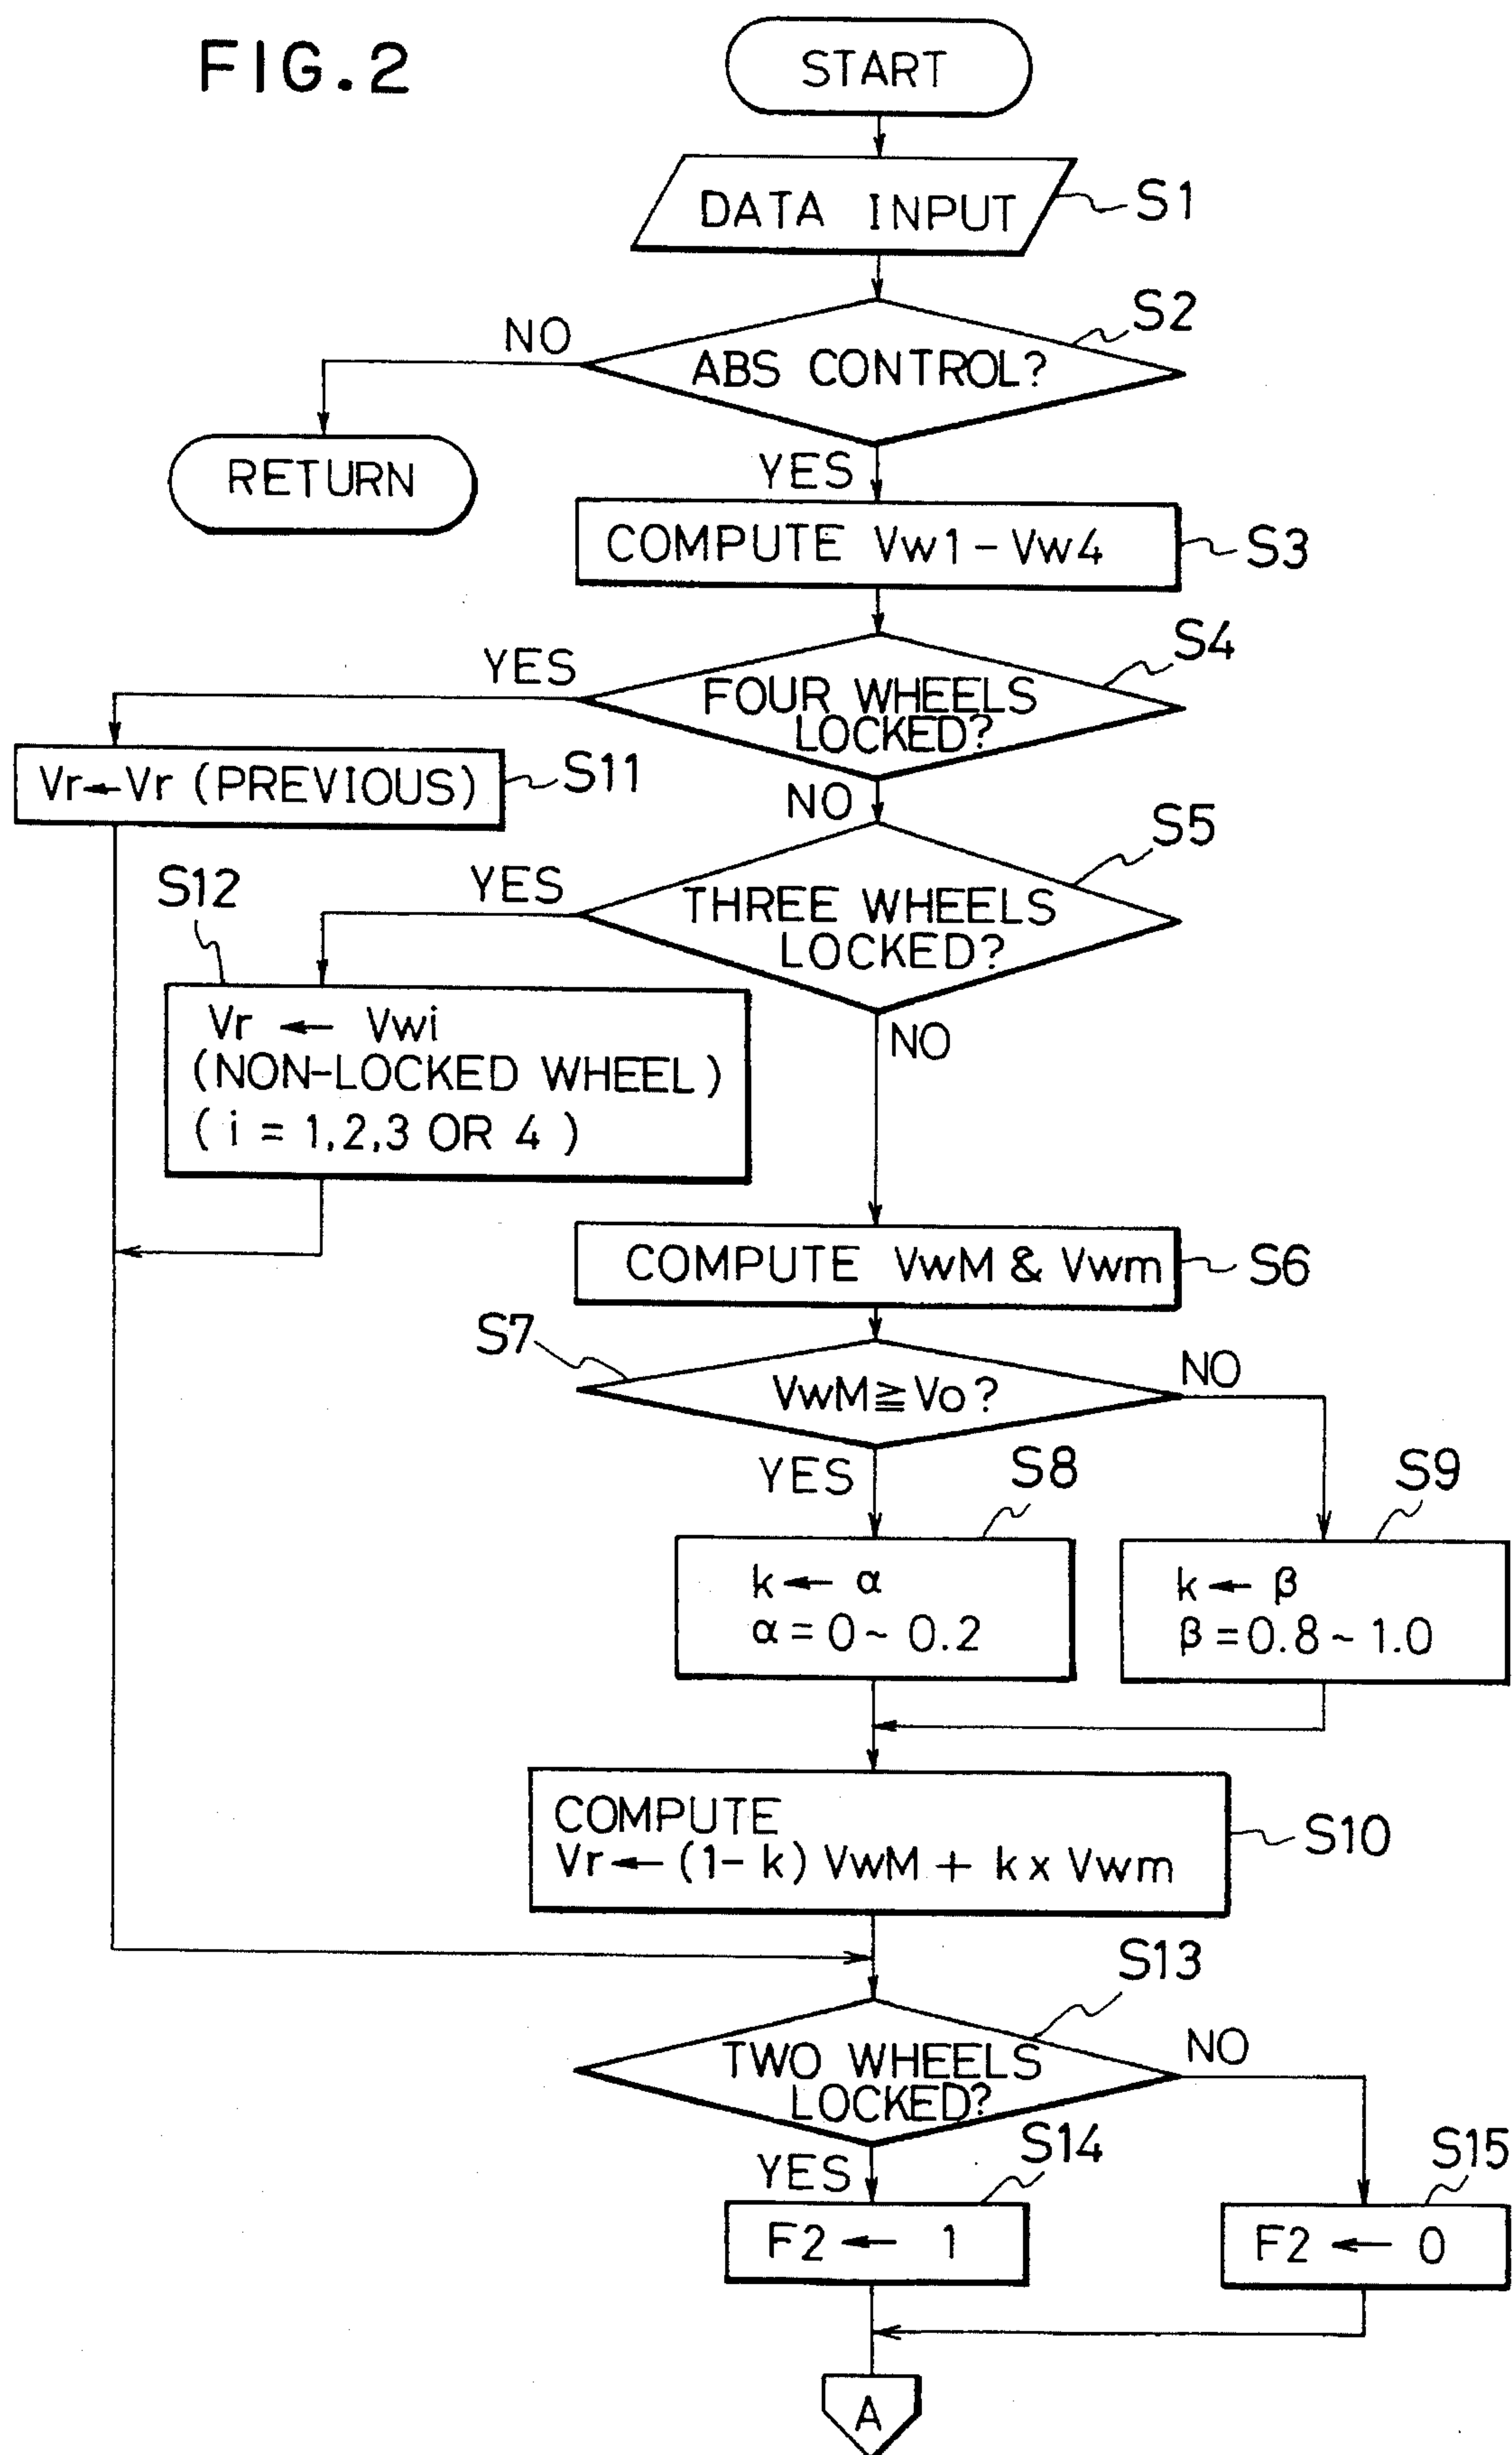 FIG.2
START
DATA INPUT
S1
S2
NO
ABS CONTROL?
RETURN
YES
COMPUTE Vw1 - Vw4
S3
S4
YES
FOUR WHEELS
LOCKED?
Vr←Vr (PREVIOUS)
S11
NO
S5
S12
YES
THREE WHEELS
LOCKED?
Vr ← Vwi
(NON-LOCKED WHEEL)
( i = 1,2,3 OR 4 )
NO
COMPUTE VwM & Vwm
S6
S7
NO
VwM≧Vo?
YES
S8
S9
k ← α
α = 0 ~ 0.2
k ← β
β = 0.8 ~ 1.0
COMPUTE
Vr ← (1- k) VwM + k x Vwm
S10
S13
NO
TWO WHEELS
LOCKED?
YES
S14
S15
F2 ← 1
F2 ← 0
A